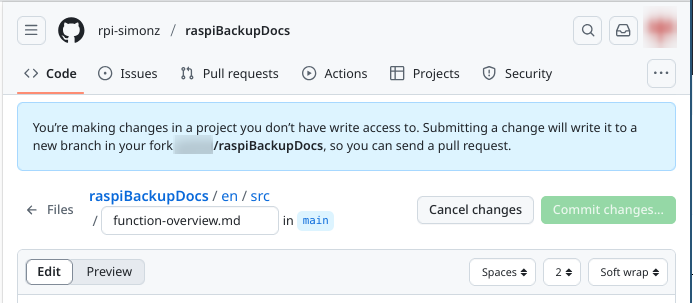 rpi-simonz / raspiBackupDocs
Code Issues Pull requests Actions Projects Security
You're making changes in a project you don't have write access to. Submitting a change will write it to a
new branch in your fork /raspiBackupDocs, so you can send a pull request.
Files raspiBackupDocs / en / src
/ function-overview.md in main
Cancel changes Commit changes...
Edit Preview Spaces 2 Soft wrap